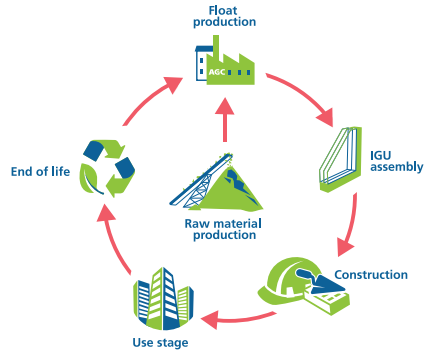 Float
production
AGC
IGU
assembly
End of life
Raw material
production
Construction
Use stage